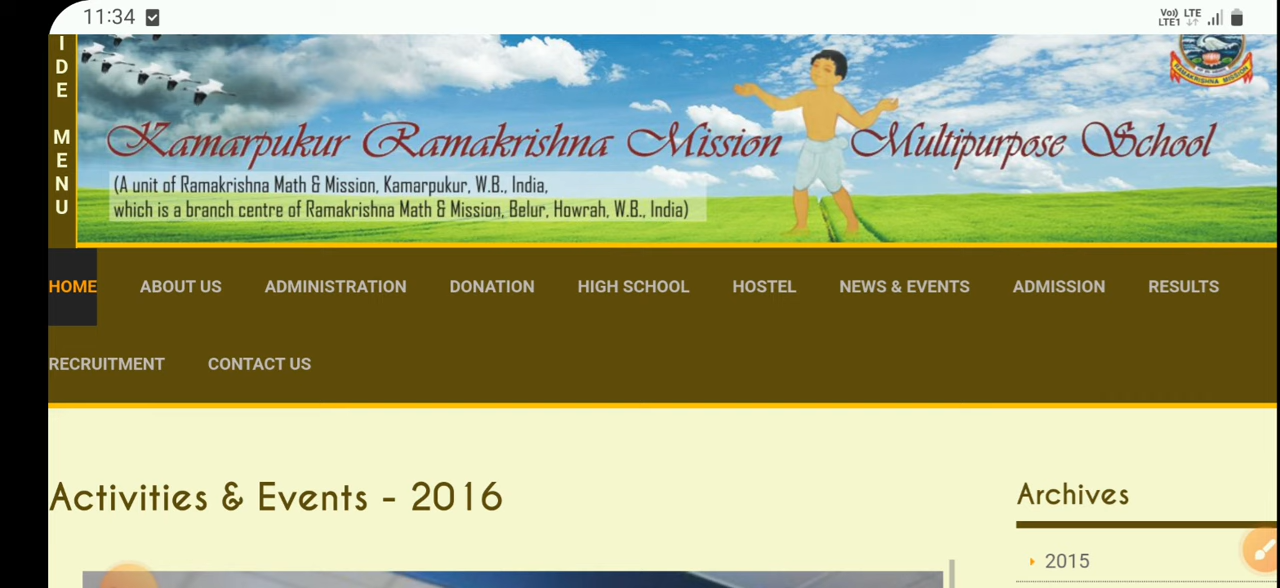 11:34
Vo) LTE
LTE1
I
D
E
M
E
N
U
RAMAKRISHNA MISSION
Kamarpukur Ramakrishna Mission Multipurpose School
(A unit of Ramakrishna Math & Mission, Kamarpukur, W.B., India,
which is a branch centre of Ramakrishna Math & Mission, Belur, Howrah, W.B., India)
HOME ABOUT US ADMINISTRATION DONATION HIGH SCHOOL HOSTEL NEWS & EVENTS ADMISSION RESULTS
RECRUITMENT CONTACT US
Activities & Events - 2016
Archives
2015